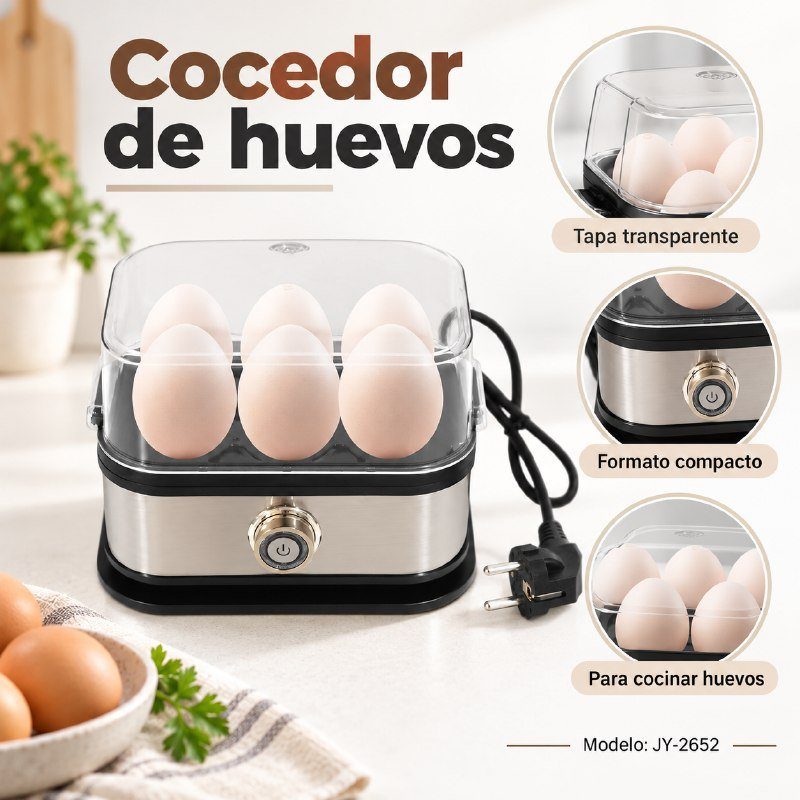 Cocedor
de huevos
Tapa transparente
Formato compacto
Para cocinar huevos
Modelo: JY-2652